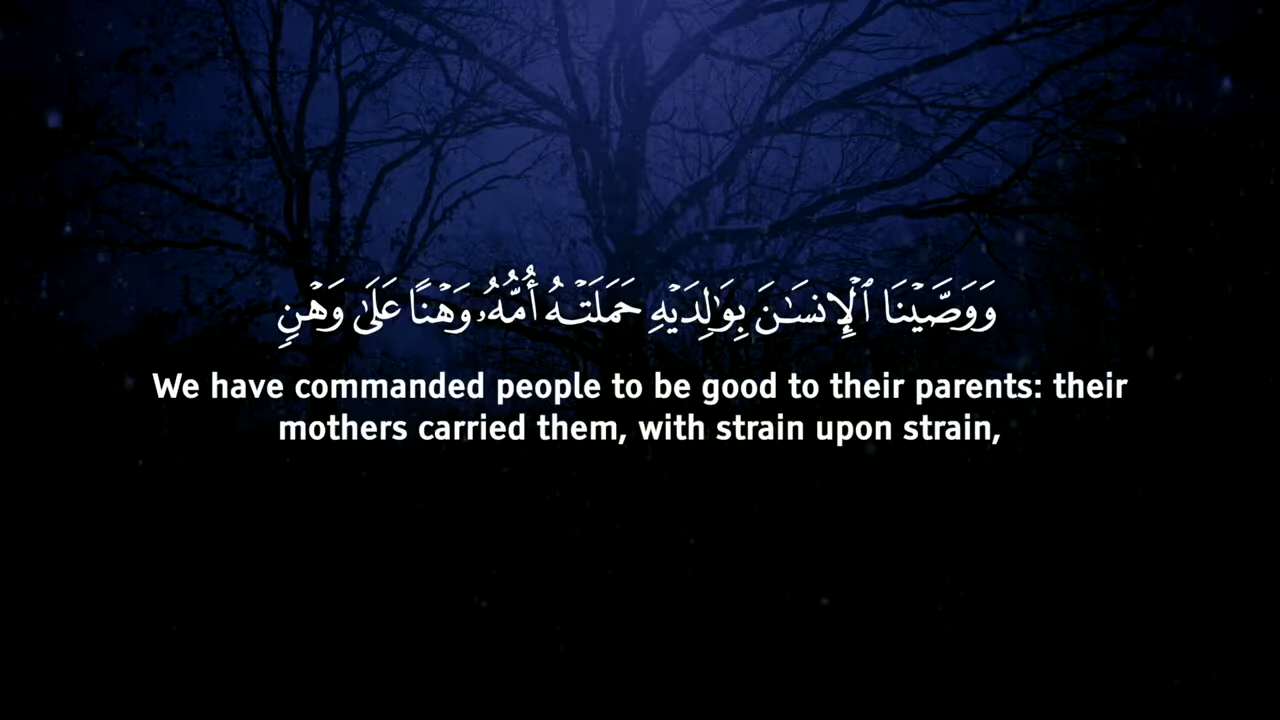 وَوَصَّيْنَا ٱلْإِنسَـٰنَ بِوَٰلِدَيْهِ حَمَلَتْهُ أُمُّهُۥ وَهْنًا عَلَىٰ وَهْنٍ
We have commanded people to be good to their parents: their
mothers carried them, with strain upon strain,